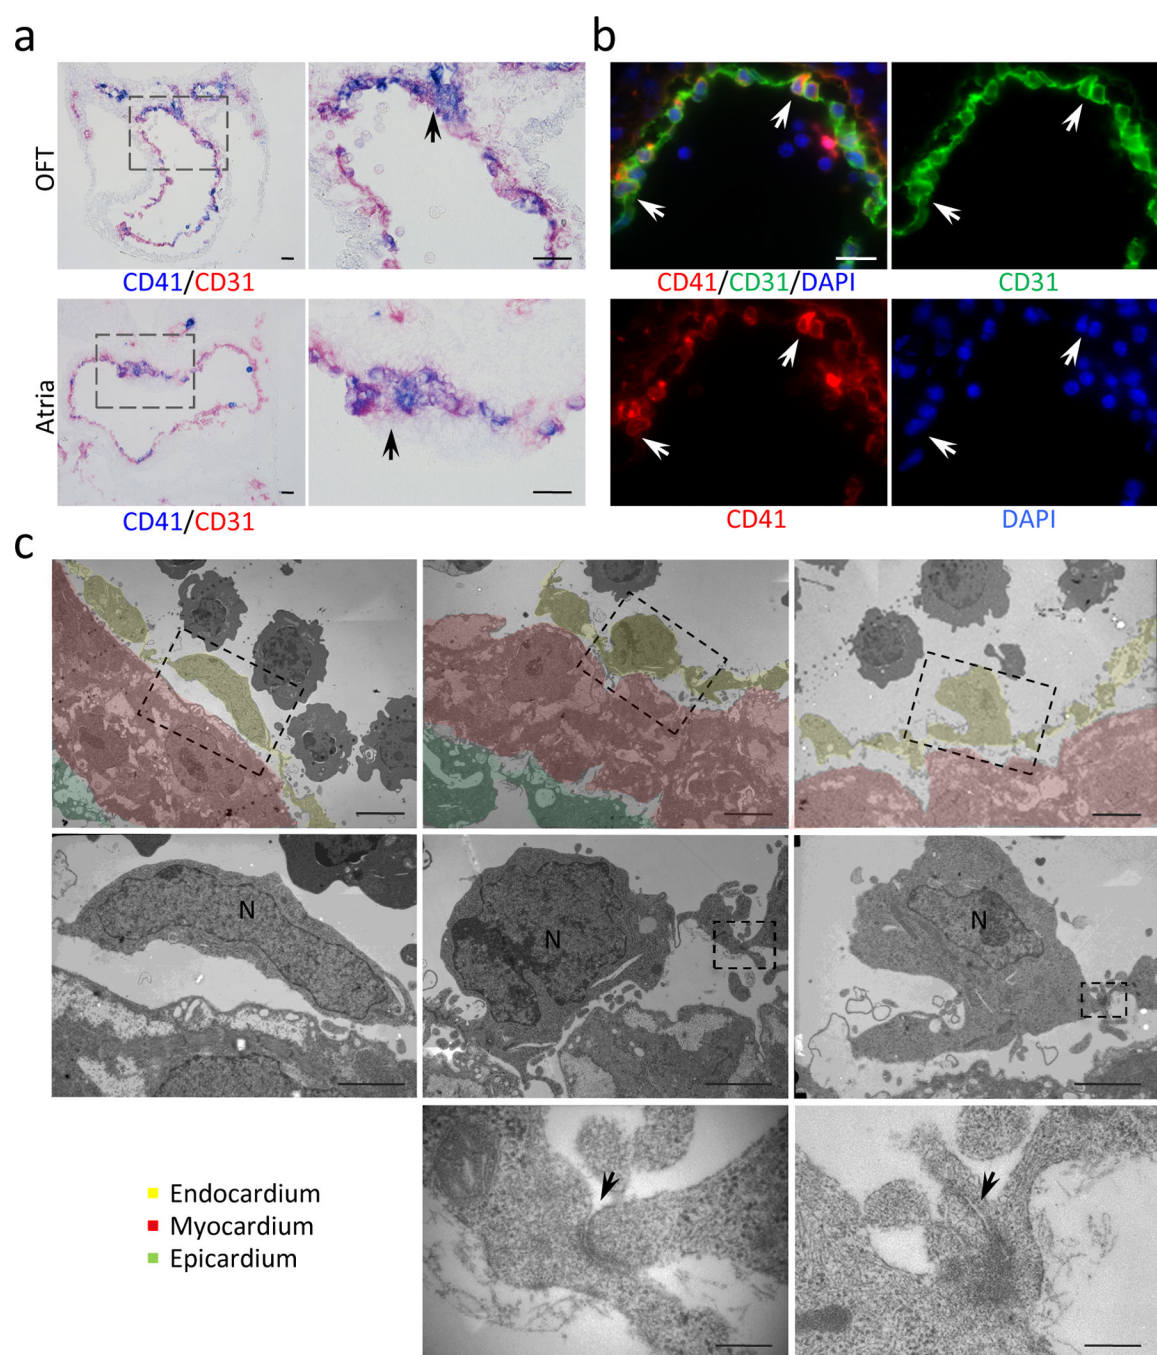 a
b
OFT
CD41/CD31
CD41/CD31/DAPI
CD31
Atria
CD41/CD31
CD41
DAPI
c
N
N
N
Endocardium
Myocardium
Epicardium